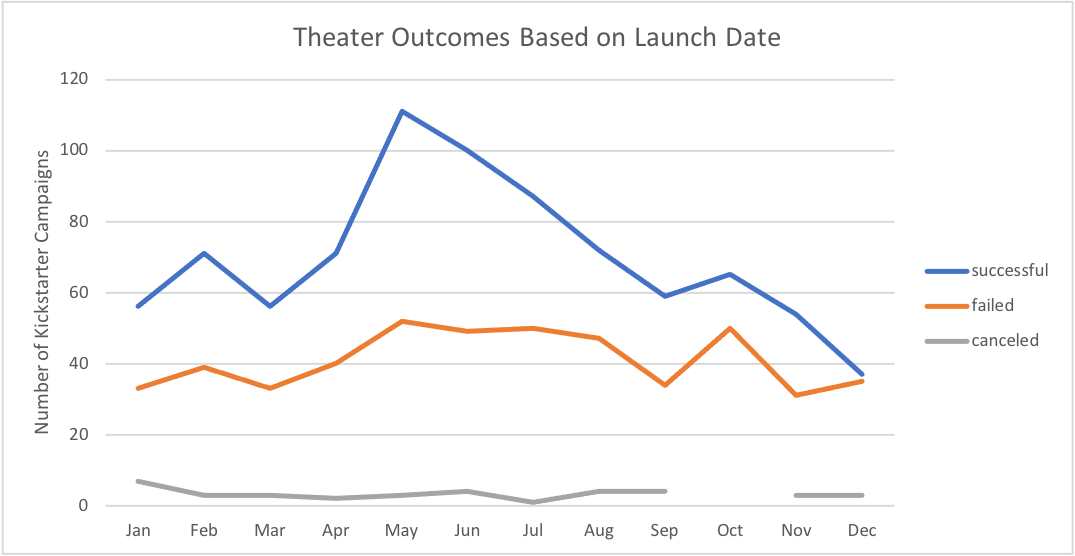 Theater Outcomes Based on Launch Date
Number of Kickstarter Campaigns
120
100
80
60
40
20
0
Jan Feb Mar Apr May Jun Jul Aug Sep Oct Nov Dec
successful
failed
canceled